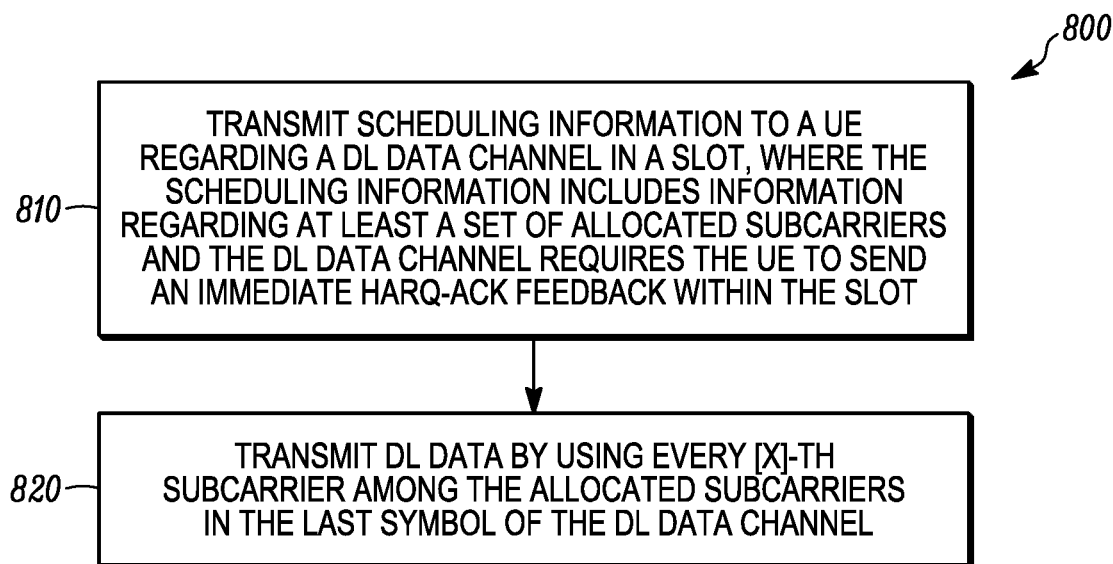 800
810
TRANSMIT SCHEDULING INFORMATION TO A UE
REGARDING A DL DATA CHANNEL IN A SLOT, WHERE THE
SCHEDULING INFORMATION INCLUDES INFORMATION
REGARDING AT LEAST A SET OF ALLOCATED SUBCARRIERS
AND THE DL DATA CHANNEL REQUIRES THE UE TO SEND
AN IMMEDIATE HARQ-ACK FEEDBACK WITHIN THE SLOT
820
TRANSMIT DL DATA BY USING EVERY [X]-TH
SUBCARRIER AMONG THE ALLOCATED SUBCARRIERS
IN THE LAST SYMBOL OF THE DL DATA CHANNEL